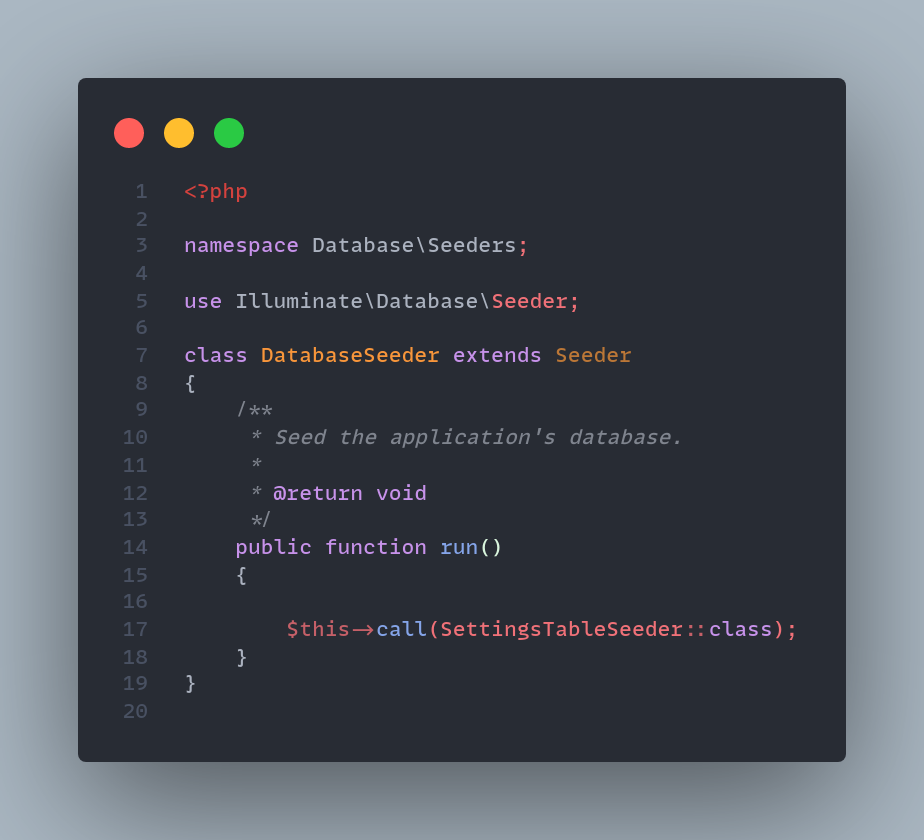 1 <?php
2
3 namespace Database\Seeders;
4
5 use Illuminate\Database\Seeder;
6
7 class DatabaseSeeder extends Seeder
8 {
9     /**
10      * Seed the application's database.
11      *
12      * @return void
13      */
14     public function run()
15     {
16
17         $this->call(SettingsTableSeeder::class);
18     }
19 }
20